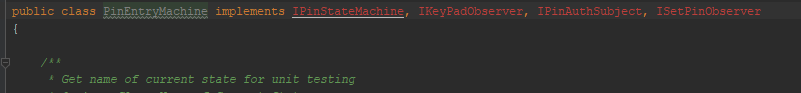 public class PinEntryMachine implements IPinStateMachine, IKeyPadObserver, IPinAuthSubject, ISetPinObserver
{
/**
* Get name of current state for unit testing